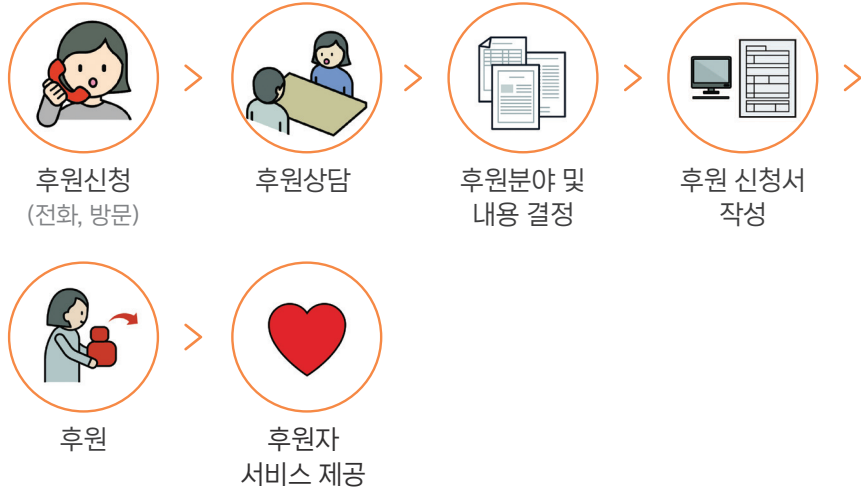 후원신청
(전화, 방문)
후원상담
후원분야 및
내용 결정
후원 신청서
작성
후원
후원자
서비스 제공